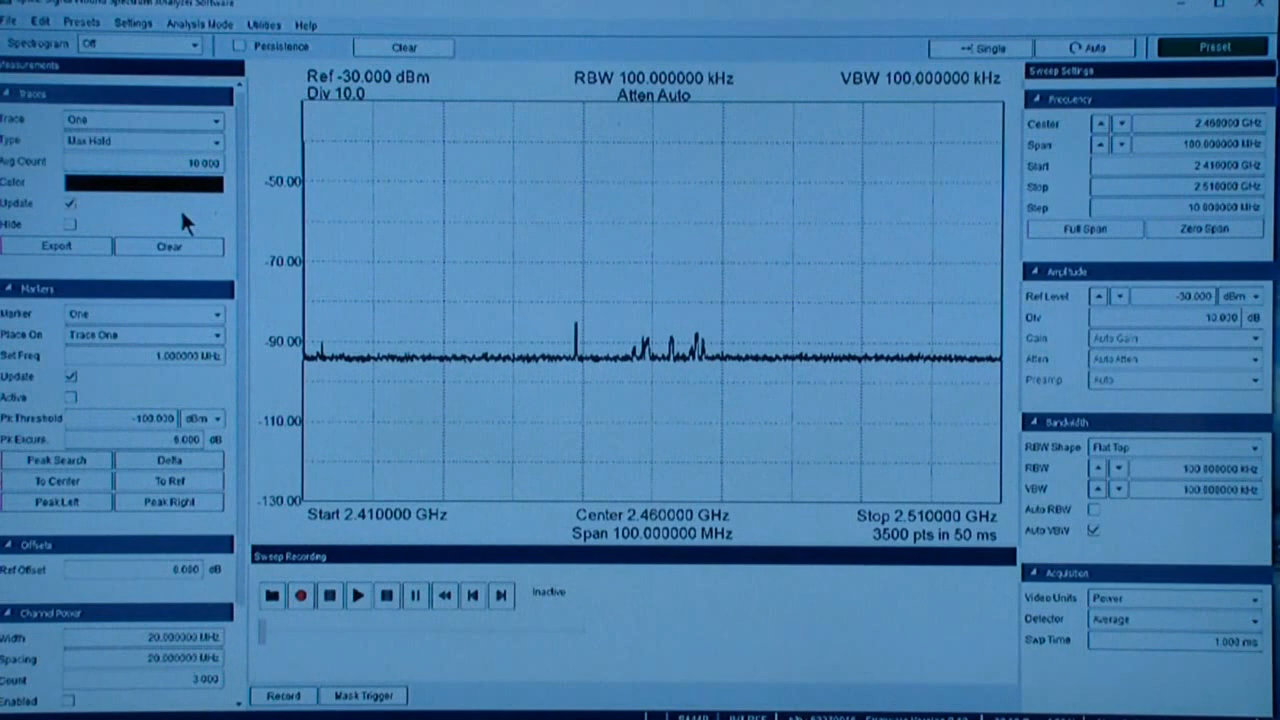 File Edit Presets Settings Analysis Mode Utilities Help
Spectrogram Off Persistence Clear Single Auto Preset
Measurements
Traces
Trace One
Type Max Hold
Avg Count 10.000
Color
Update
Hide
Export Clear
Markers
Marker One
Place On Trace One
Set Freq 1.000000 MHz
Update
Active
Pk Threshold -100.000 dBm
Pk Excurs. 6.000 dB
Peak Search Delta
To Center To Ref
Peak Left Peak Right
Offsets
Ref Offset 0.000 dB
Channel Power
Width 20.000000 MHz
Spacing 20.000000 MHz
Count 3.000
Enabled
Ref -30.000 dBm RBW 100.000000 kHz VBW 100.000000 kHz
Div 10.0 Atten Auto
-50.00
-70.00
-90.00
-110.00
-130.00
Start 2.410000 GHz Center 2.460000 GHz Stop 2.510000 GHz
Span 100.000000 MHz 3500 pts in 50 ms
Sweep Recording
Inactive
Record Mask Trigger
Sweep Settings
Frequency
Center 2.460000 GHz
Span 100.000000 MHz
Start 2.410000 GHz
Stop 2.510000 GHz
Step 10.000000 MHz
Full Span Zero Span
Amplitude
Ref Level -30.000 dBm
Div 10.000 dB
Gain Auto Gain
Atten Auto Atten
Preamp Auto
Bandwidth
RBW Shape Flat Top
RBW 100.000000 kHz
VBW 100.000000 kHz
Auto RBW
Auto VBW
Acquisition
Video Units Power
Detector Average
Swp Time 1.000 ms